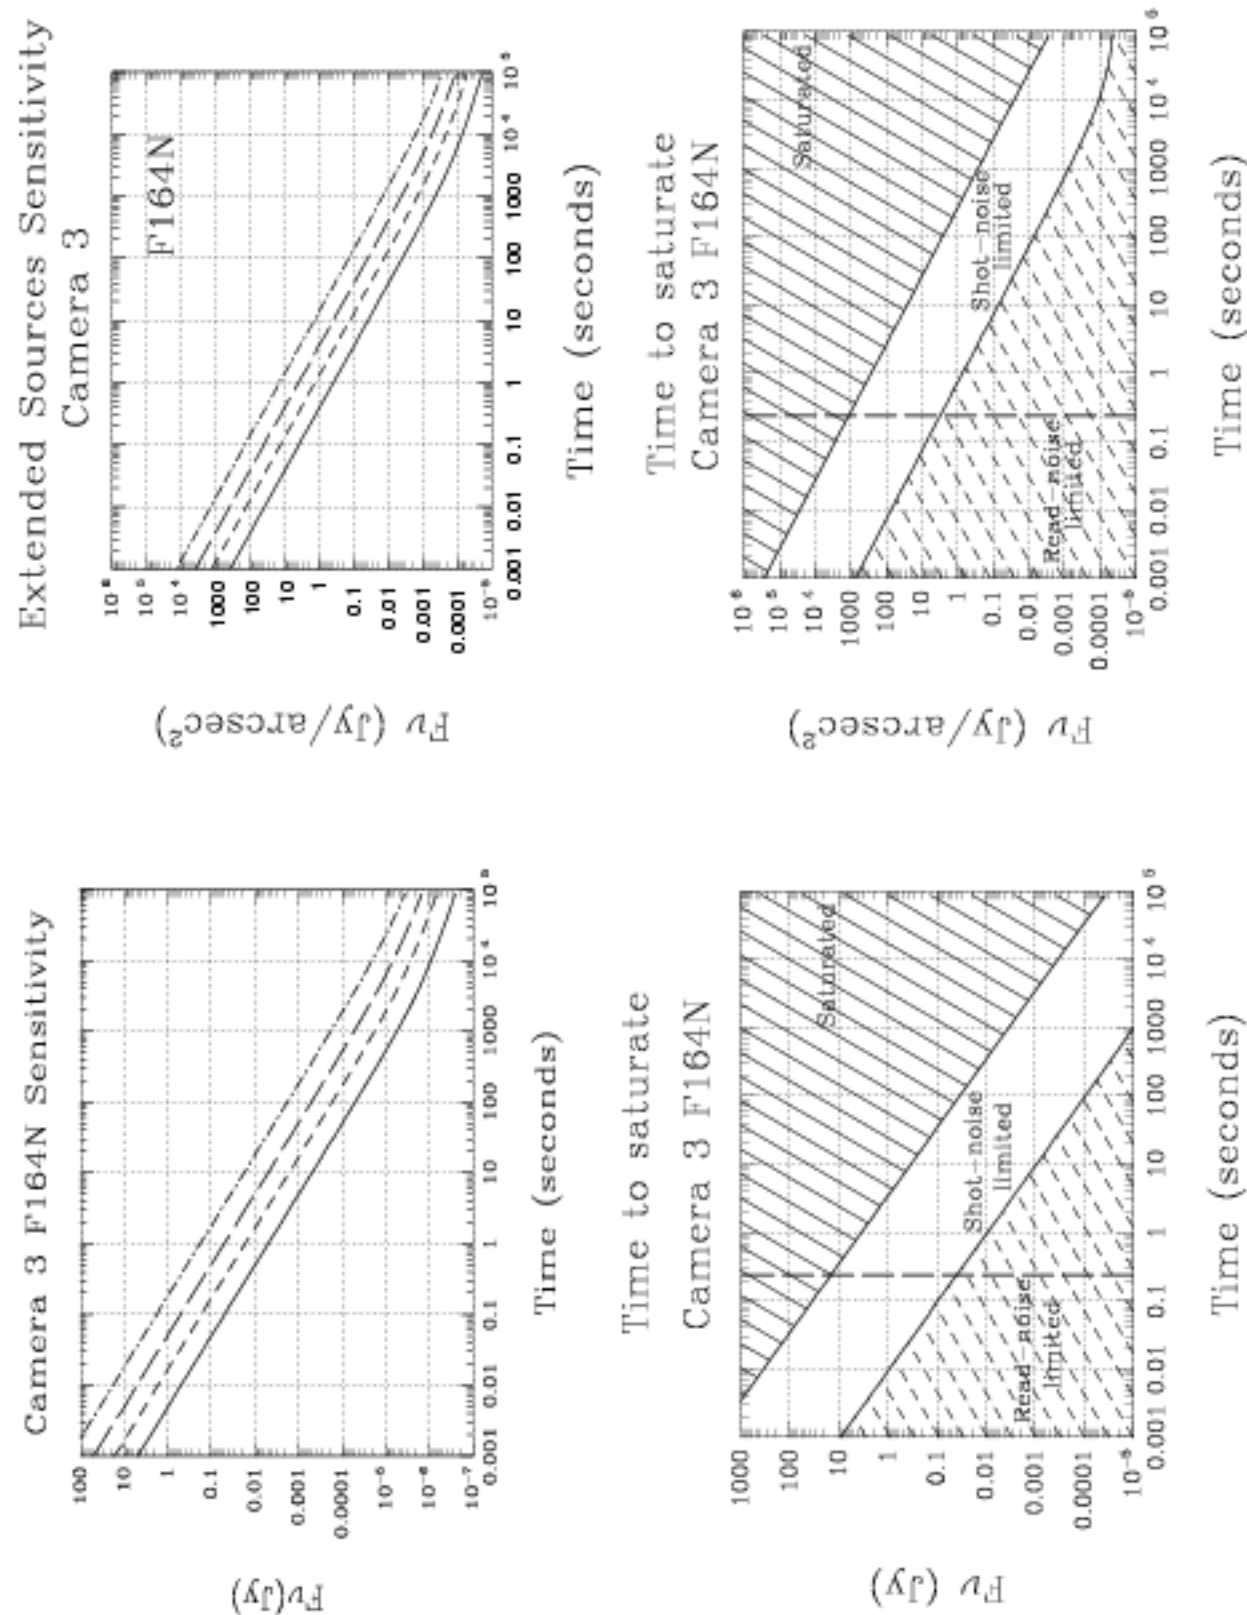 Camera 3 F164N Sensitivity
Fν(Jy)
100
10
1
0.1
0.01
0.001
0.0001
10⁻⁵
10⁻⁶
10⁻⁷
0.001 0.01 0.1 1 10 100 1000 10⁴ 10⁵
Time (seconds)
Extended Sources Sensitivity
Camera 3
F164N
Fν (Jy/arcsec²)
10⁶
10⁵
10⁴
1000
100
10
1
0.1
0.01
0.001
0.0001
10⁻⁵
0.001 0.01 0.1 1 10 100 1000 10⁴ 10⁵
Time (seconds)
Time to saturate
Camera 3 F164N
Fν (Jy)
1000
100
10
1
0.1
0.01
0.001
0.0001
10⁻⁵
Saturated
Shot-noise
limited
Read-noise
limited
0.001 0.01 0.1 1 10 100 1000 10⁴ 10⁵
Time (seconds)
Time to saturate
Camera 3 F164N
Fν (Jy/arcsec²)
10⁶
10⁵
10⁴
1000
100
10
1
0.1
0.01
0.001
0.0001
10⁻⁵
Saturated
Shot-noise
limited
Read-noise
limited
0.001 0.01 0.1 1 10 100 1000 10⁴ 10⁵
Time (seconds)